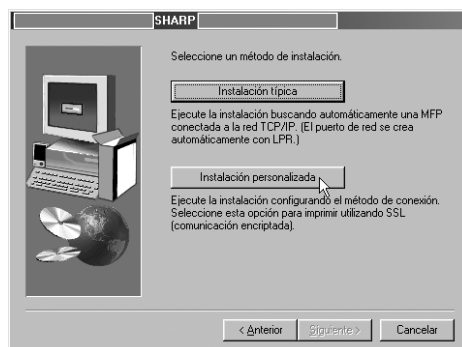 SHARP
Seleccione un método de instalación.
Instalación típica
Ejecute la instalación buscando automáticamente una MFP
conectada a la red TCP/IP. (El puerto de red se crea
automáticamente con LPR.)
Instalación personalizada
Ejecute la instalación configurando el método de conexión.
Seleccione esta opción para imprimir utilizando SSL
(comunicación encriptada).
< Anterior
Siguiente >
Cancelar